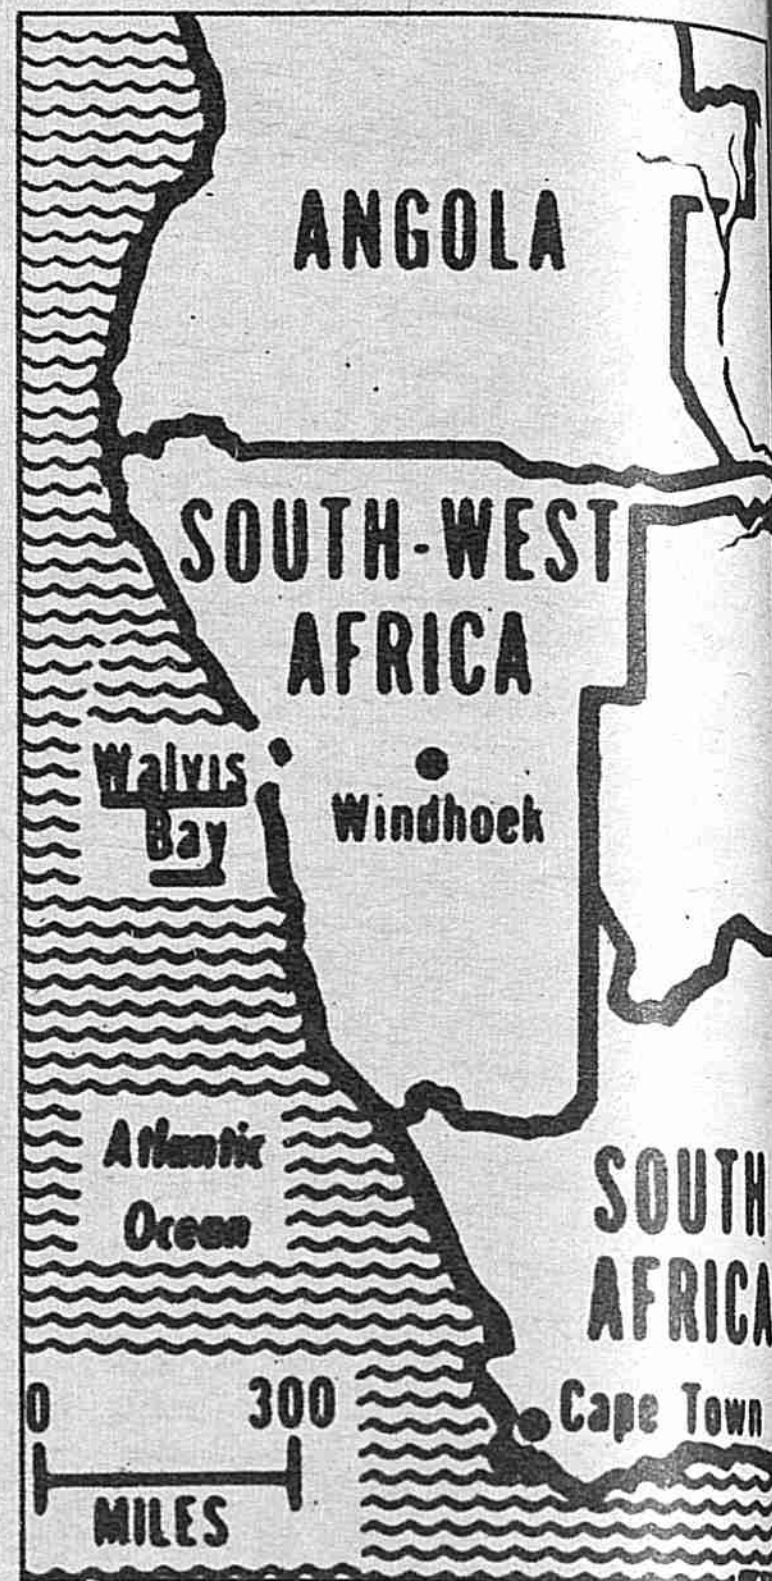 ANGOLA
SOUTH-WEST
AFRICA
Walvis
Bay
Windhoek
Atlantic
Ocean
SOUTH
AFRICA
Cape Town
0 300
MILES